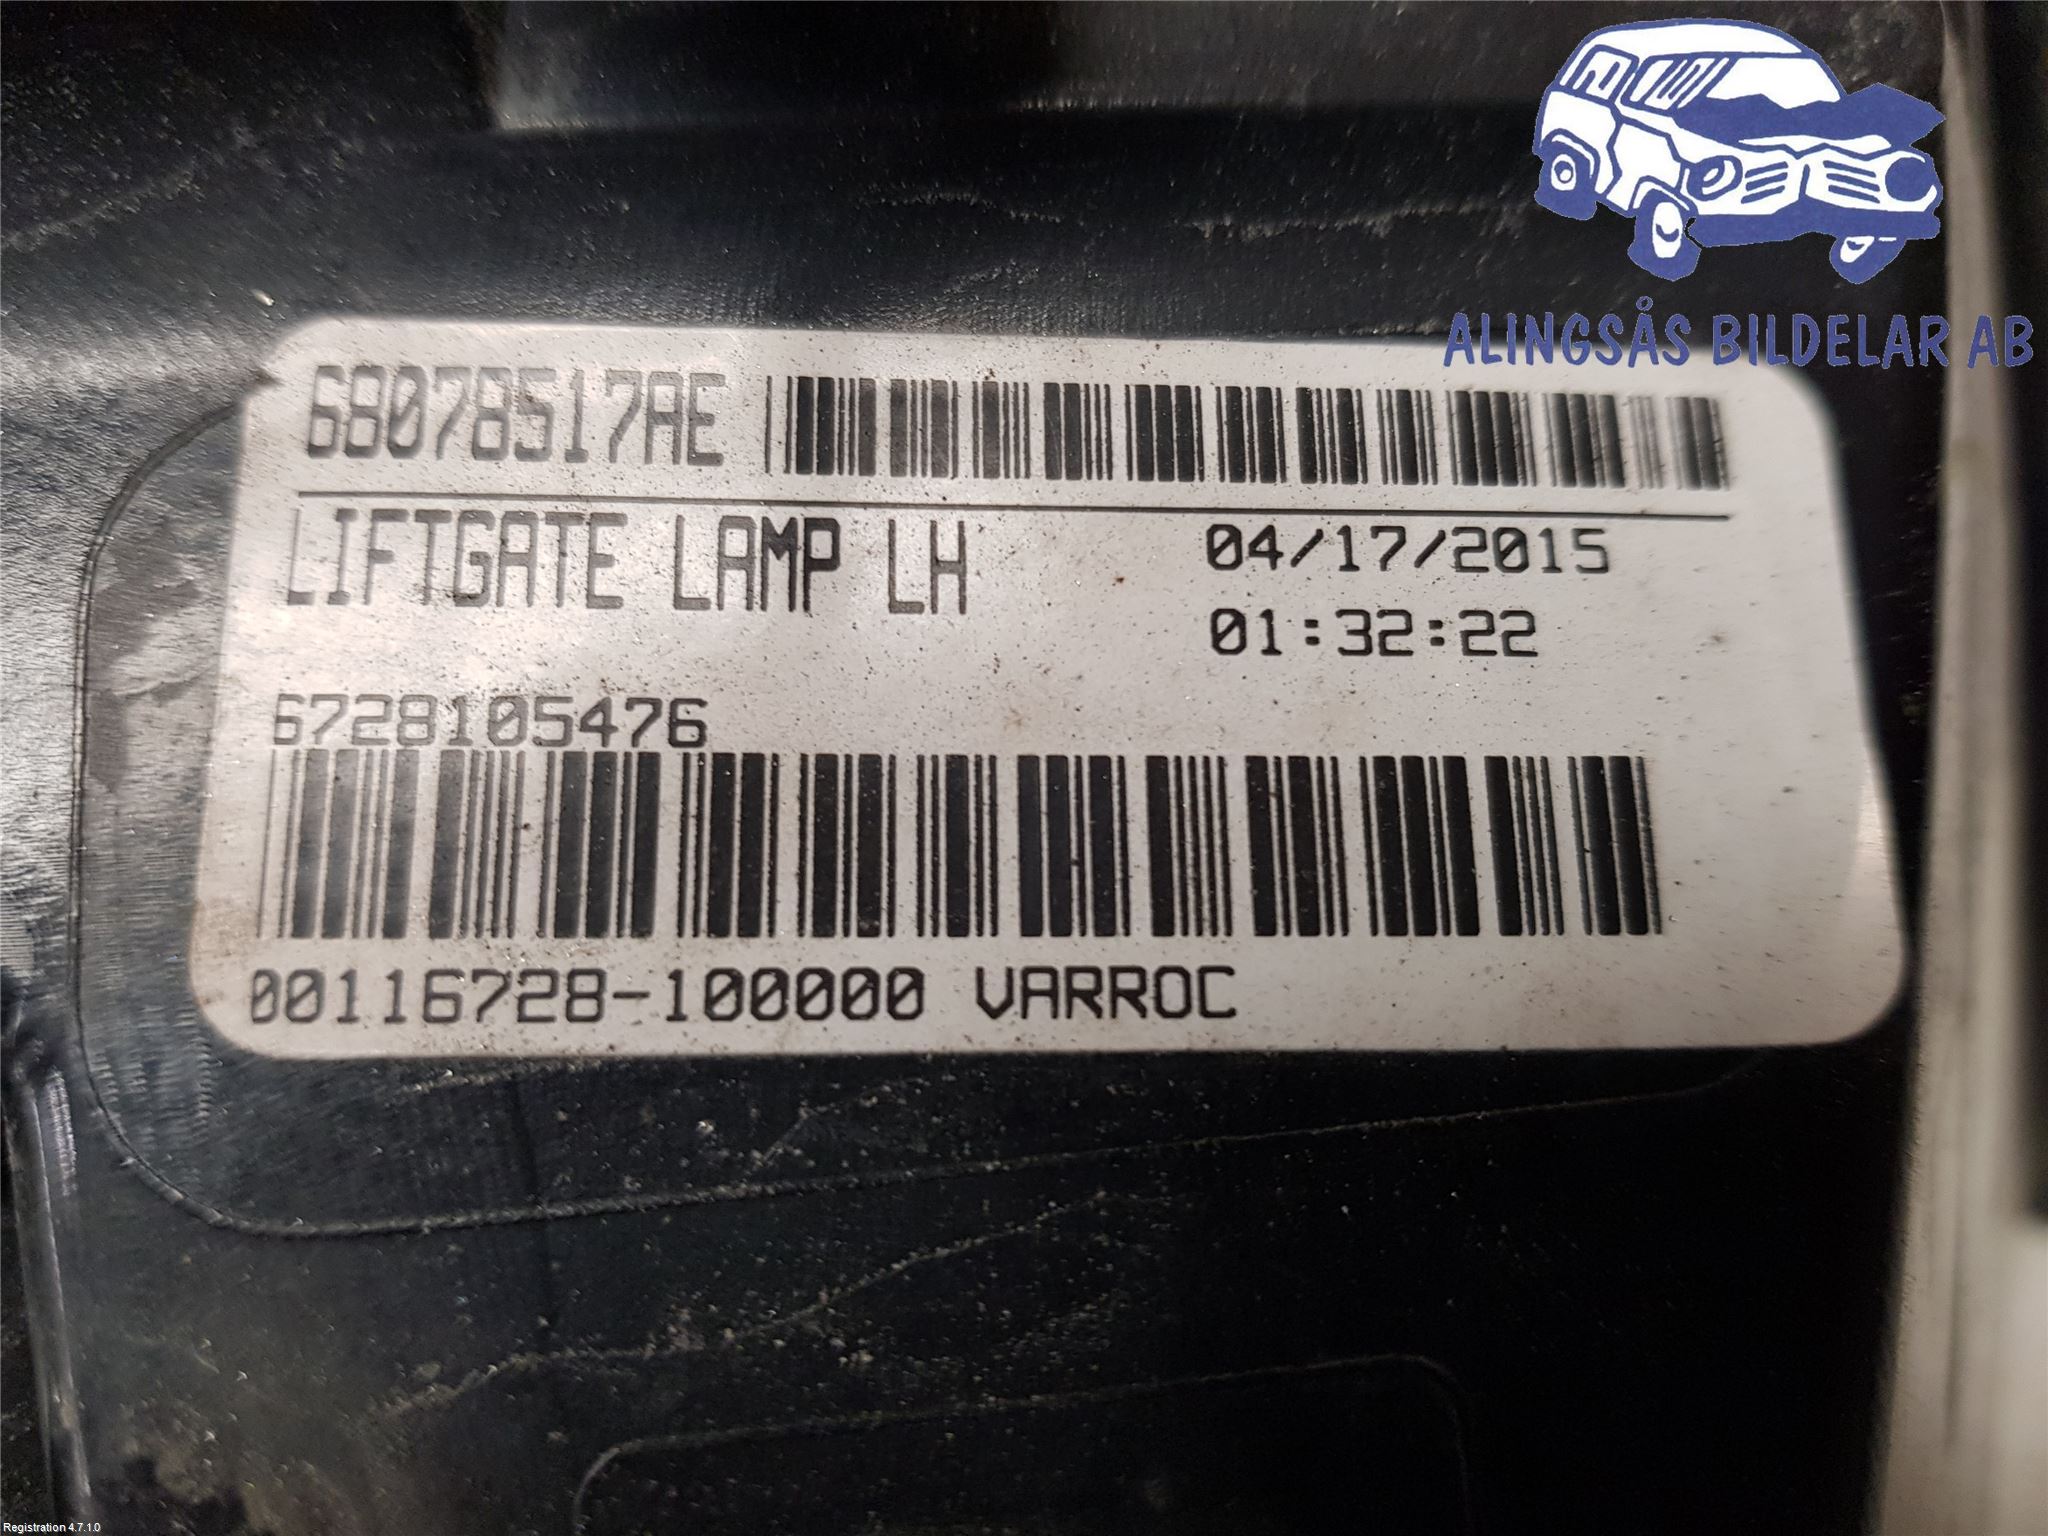 ALINGSÅS BILDELAR AB
68078517AE
LIFTGATE LAMP LH
04/17/2015
01:32:22
6728105476
00116728-100000 VARROC
Registration 4.7.1.0